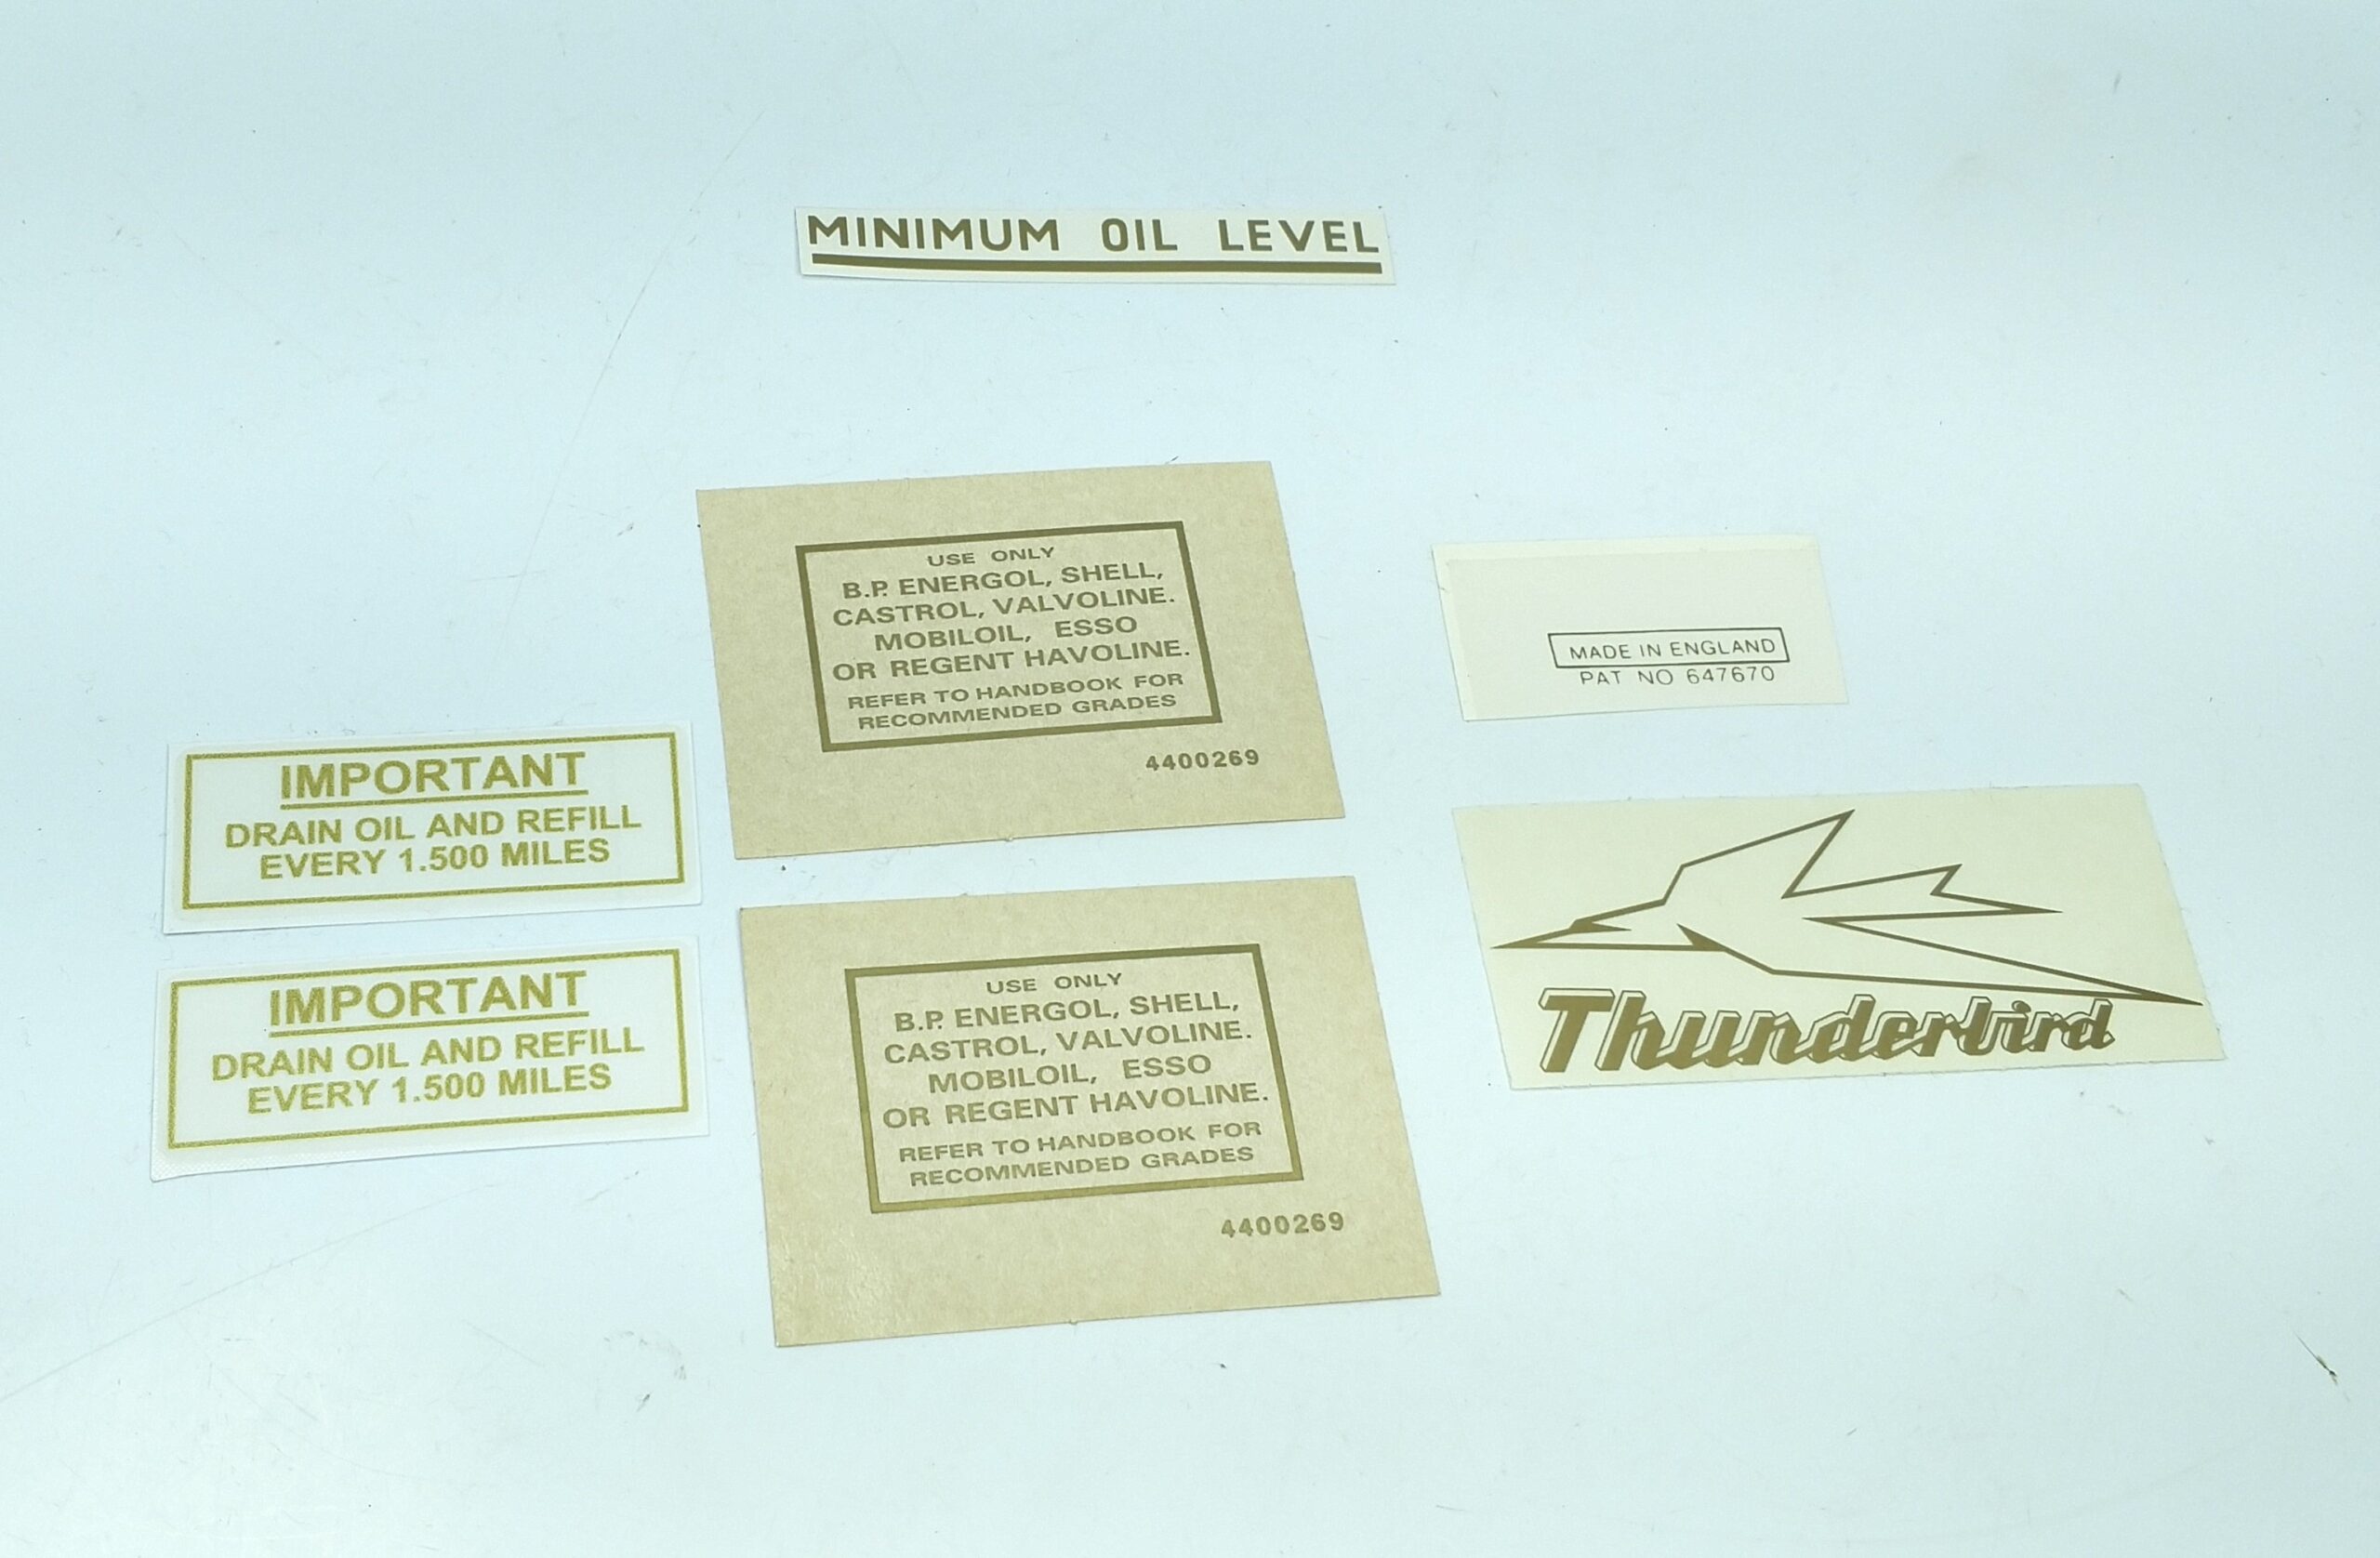 MINIMUM OIL LEVEL
USE ONLY
B.P. ENERGOL, SHELL,
CASTROL, VALVOLINE.
MOBILOIL, ESSO
OR REGENT HAVOLINE.
REFER TO HANDBOOK FOR
RECOMMENDED GRADES
4400269
MADE IN ENGLAND
PAT NO 647670
IMPORTANT
DRAIN OIL AND REFILL
EVERY 1.500 MILES
IMPORTANT
DRAIN OIL AND REFILL
EVERY 1.500 MILES
USE ONLY
B.P. ENERGOL, SHELL,
CASTROL, VALVOLINE.
MOBILOIL, ESSO
OR REGENT HAVOLINE.
REFER TO HANDBOOK FOR
RECOMMENDED GRADES
4400269
Thunderbird